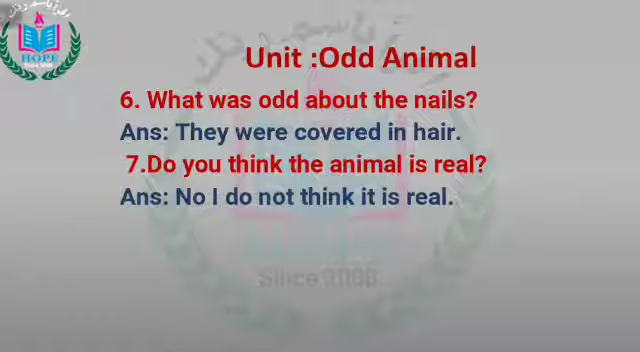 HOPE
Unit :Odd Animal
6. What was odd about the nails?
Ans: They were covered in hair.
7.Do you think the animal is real?
Ans: No I do not think it is real.
Since 2008